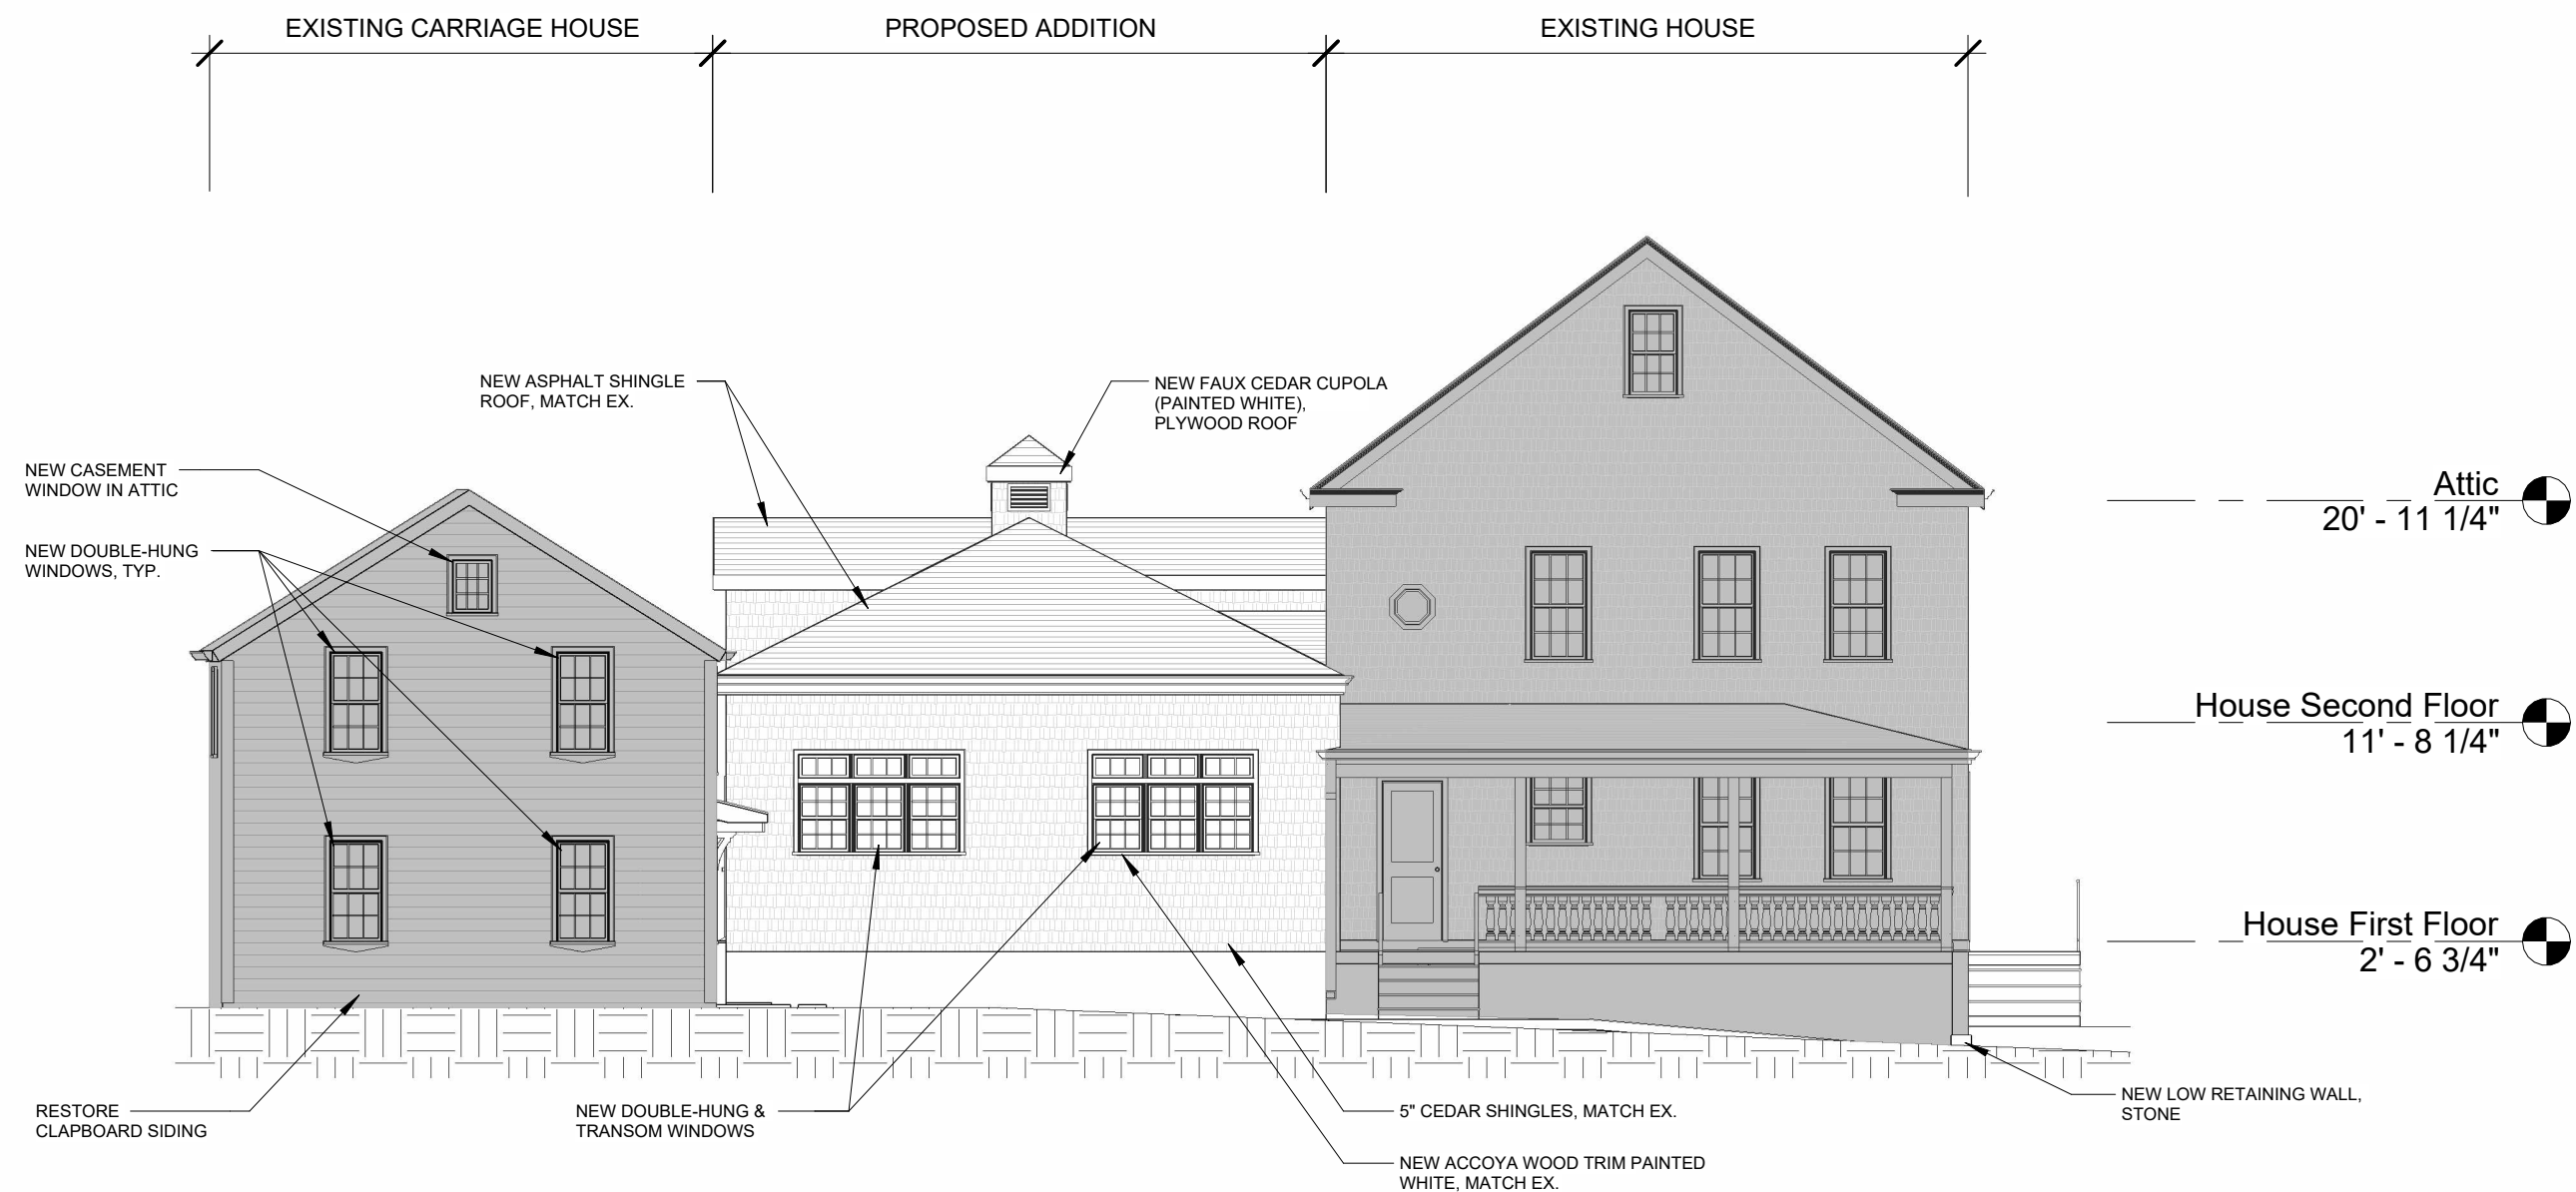 EXISTING CARRIAGE HOUSE
PROPOSED ADDITION
EXISTING HOUSE
NEW ASPHALT SHINGLE
ROOF, MATCH EX.
NEW FAUX CEDAR CUPOLA
(PAINTED WHITE),
PLYWOOD ROOF
NEW CASEMENT
WINDOW IN ATTIC
NEW DOUBLE-HUNG
WINDOWS, TYP.
Attic
20' - 11 1/4"
House Second Floor
11' - 8 1/4"
House First Floor
2' - 6 3/4"
RESTORE
CLAPBOARD SIDING
NEW DOUBLE-HUNG &
TRANSOM WINDOWS
5" CEDAR SHINGLES, MATCH EX.
NEW ACCOYA WOOD TRIM PAINTED
WHITE, MATCH EX.
NEW LOW RETAINING WALL,
STONE